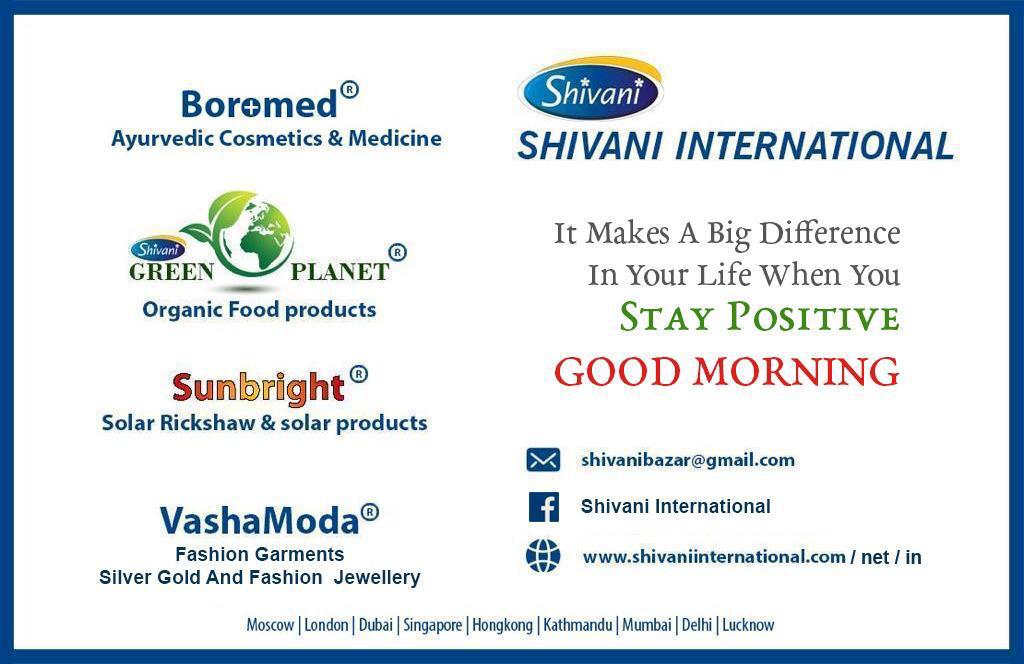 Boromed®
Ayurvedic Cosmetics & Medicine
Shivani
GREEN PLANET®
Organic Food products
Sunbright®
Solar Rickshaw & solar products
VashaModa®
Fashion Garments
Silver Gold And Fashion Jewellery
Shivani
SHIVANI INTERNATIONAL
It Makes A Big Difference
In Your Life When You
STAY POSITIVE
GOOD MORNING
shivanibazar@gmail.com
f Shivani International
www.shivaniinternational.com / net / in
Moscow | London | Dubai | Singapore | Hongkong | Kathmandu | Mumbai | Delhi | Lucknow